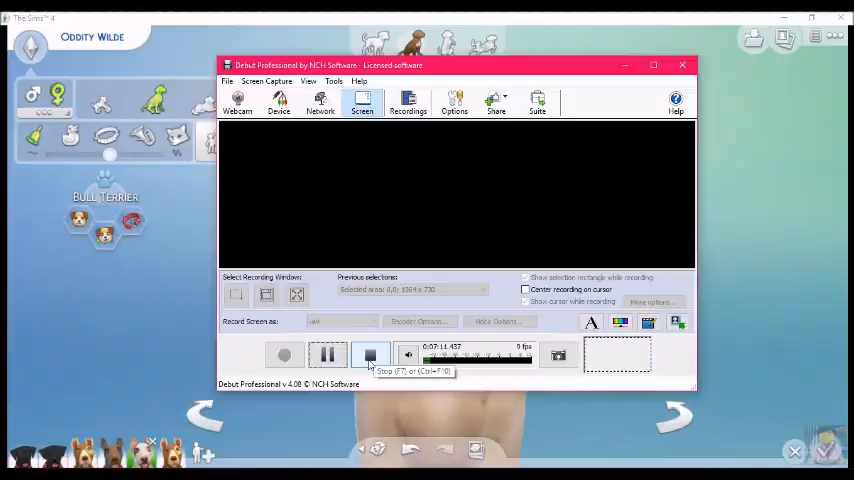 The Sims™ 4
ODDITY WILDE
Debut Professional by NCH Software - Licensed software
File Screen Capture View Tools Help
Webcam Device Network Screen Recordings Options Share Suite Help
BULL TERRIER
Select Recording Window:
Previous selections:
Selected area: 0,0; 1364 x 730
Show selection rectangle while recording
Center recording on cursor
Show cursor while recording
More options...
Record Screen as:
.avi
Encoder Options...
Video Options...
A
0:07:11.437
9 fps
Stop (F7) or (Ctrl+F10)
Debut Professional v 4.08 © NCH Software